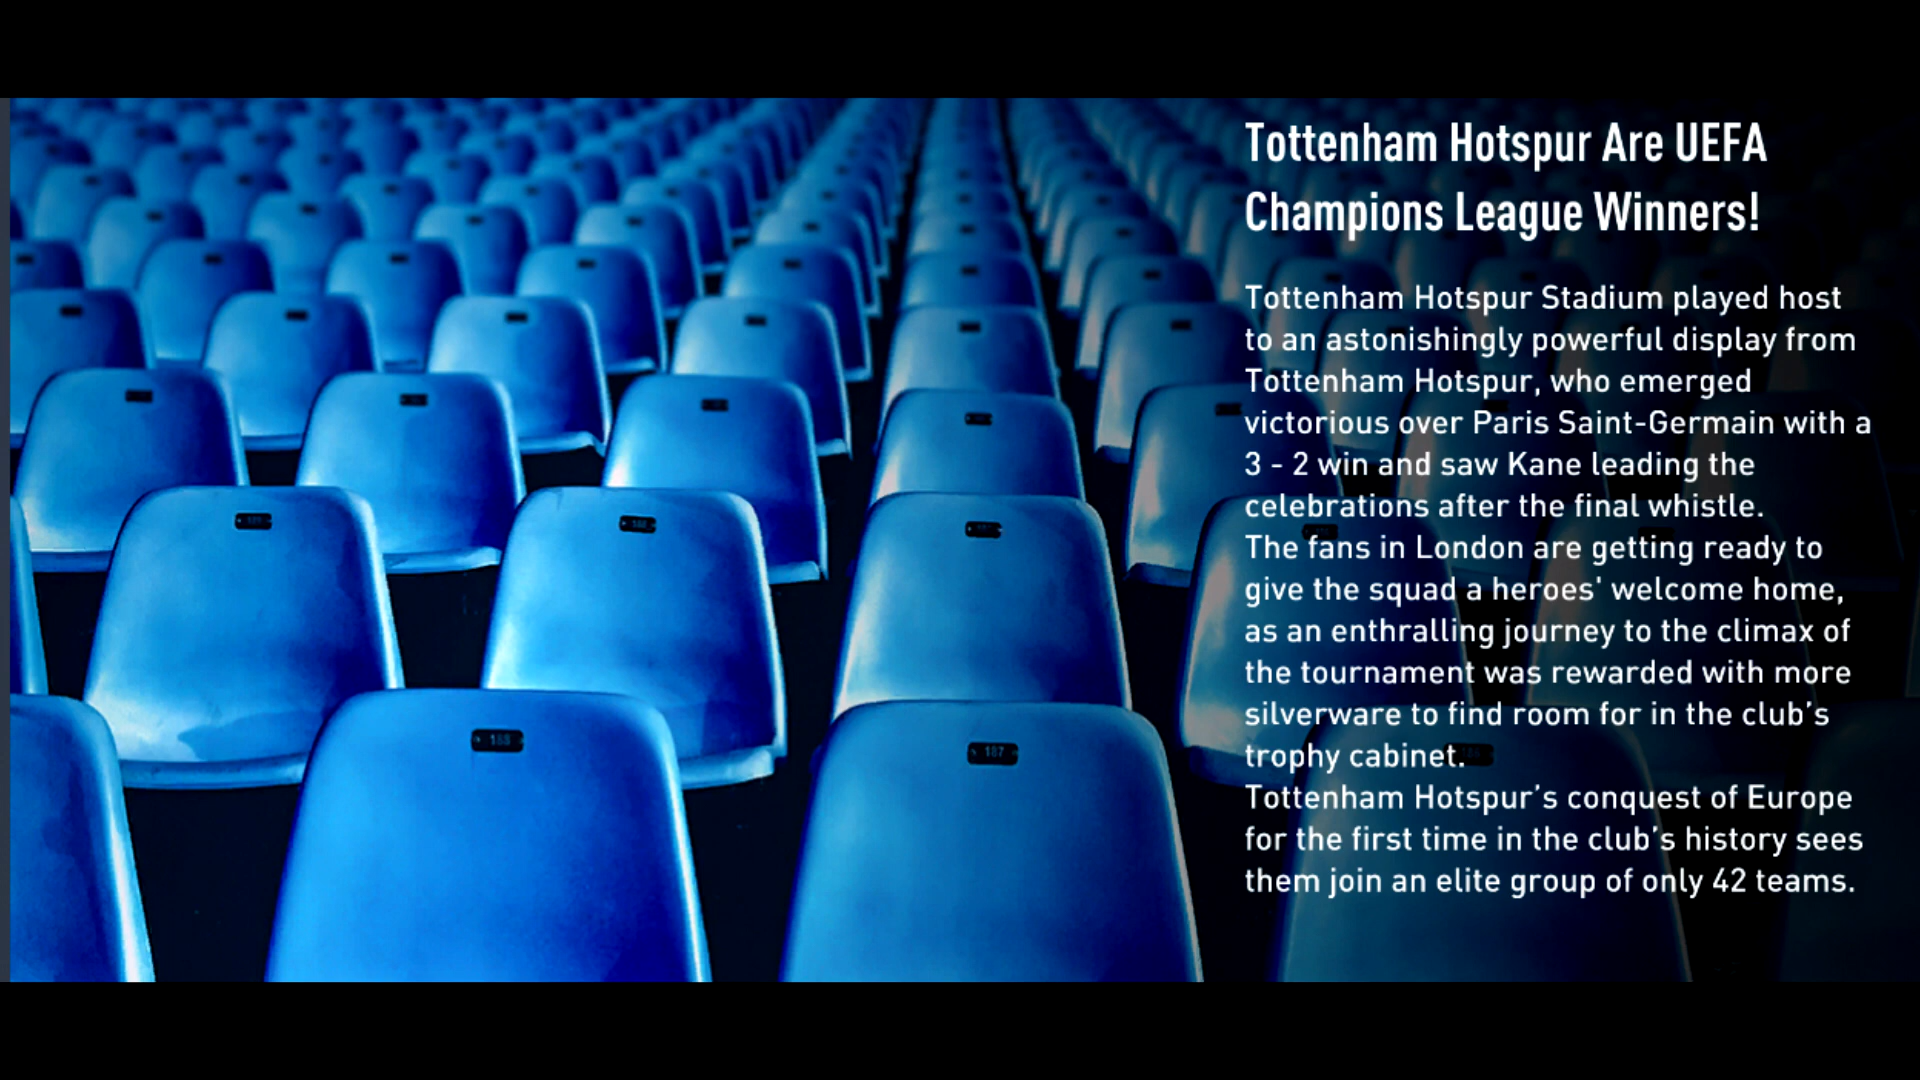 Tottenham Hotspur Are UEFA
Champions League Winners!
Tottenham Hotspur Stadium played host
to an astonishingly powerful display from
Tottenham Hotspur, who emerged
victorious over Paris Saint-Germain with a
3 - 2 win and saw Kane leading the
celebrations after the final whistle.
The fans in London are getting ready to
give the squad a heroes' welcome home,
as an enthralling journey to the climax of
the tournament was rewarded with more
silverware to find room for in the club’s
trophy cabinet.
Tottenham Hotspur’s conquest of Europe
for the first time in the club’s history sees
them join an elite group of only 42 teams.
188
187